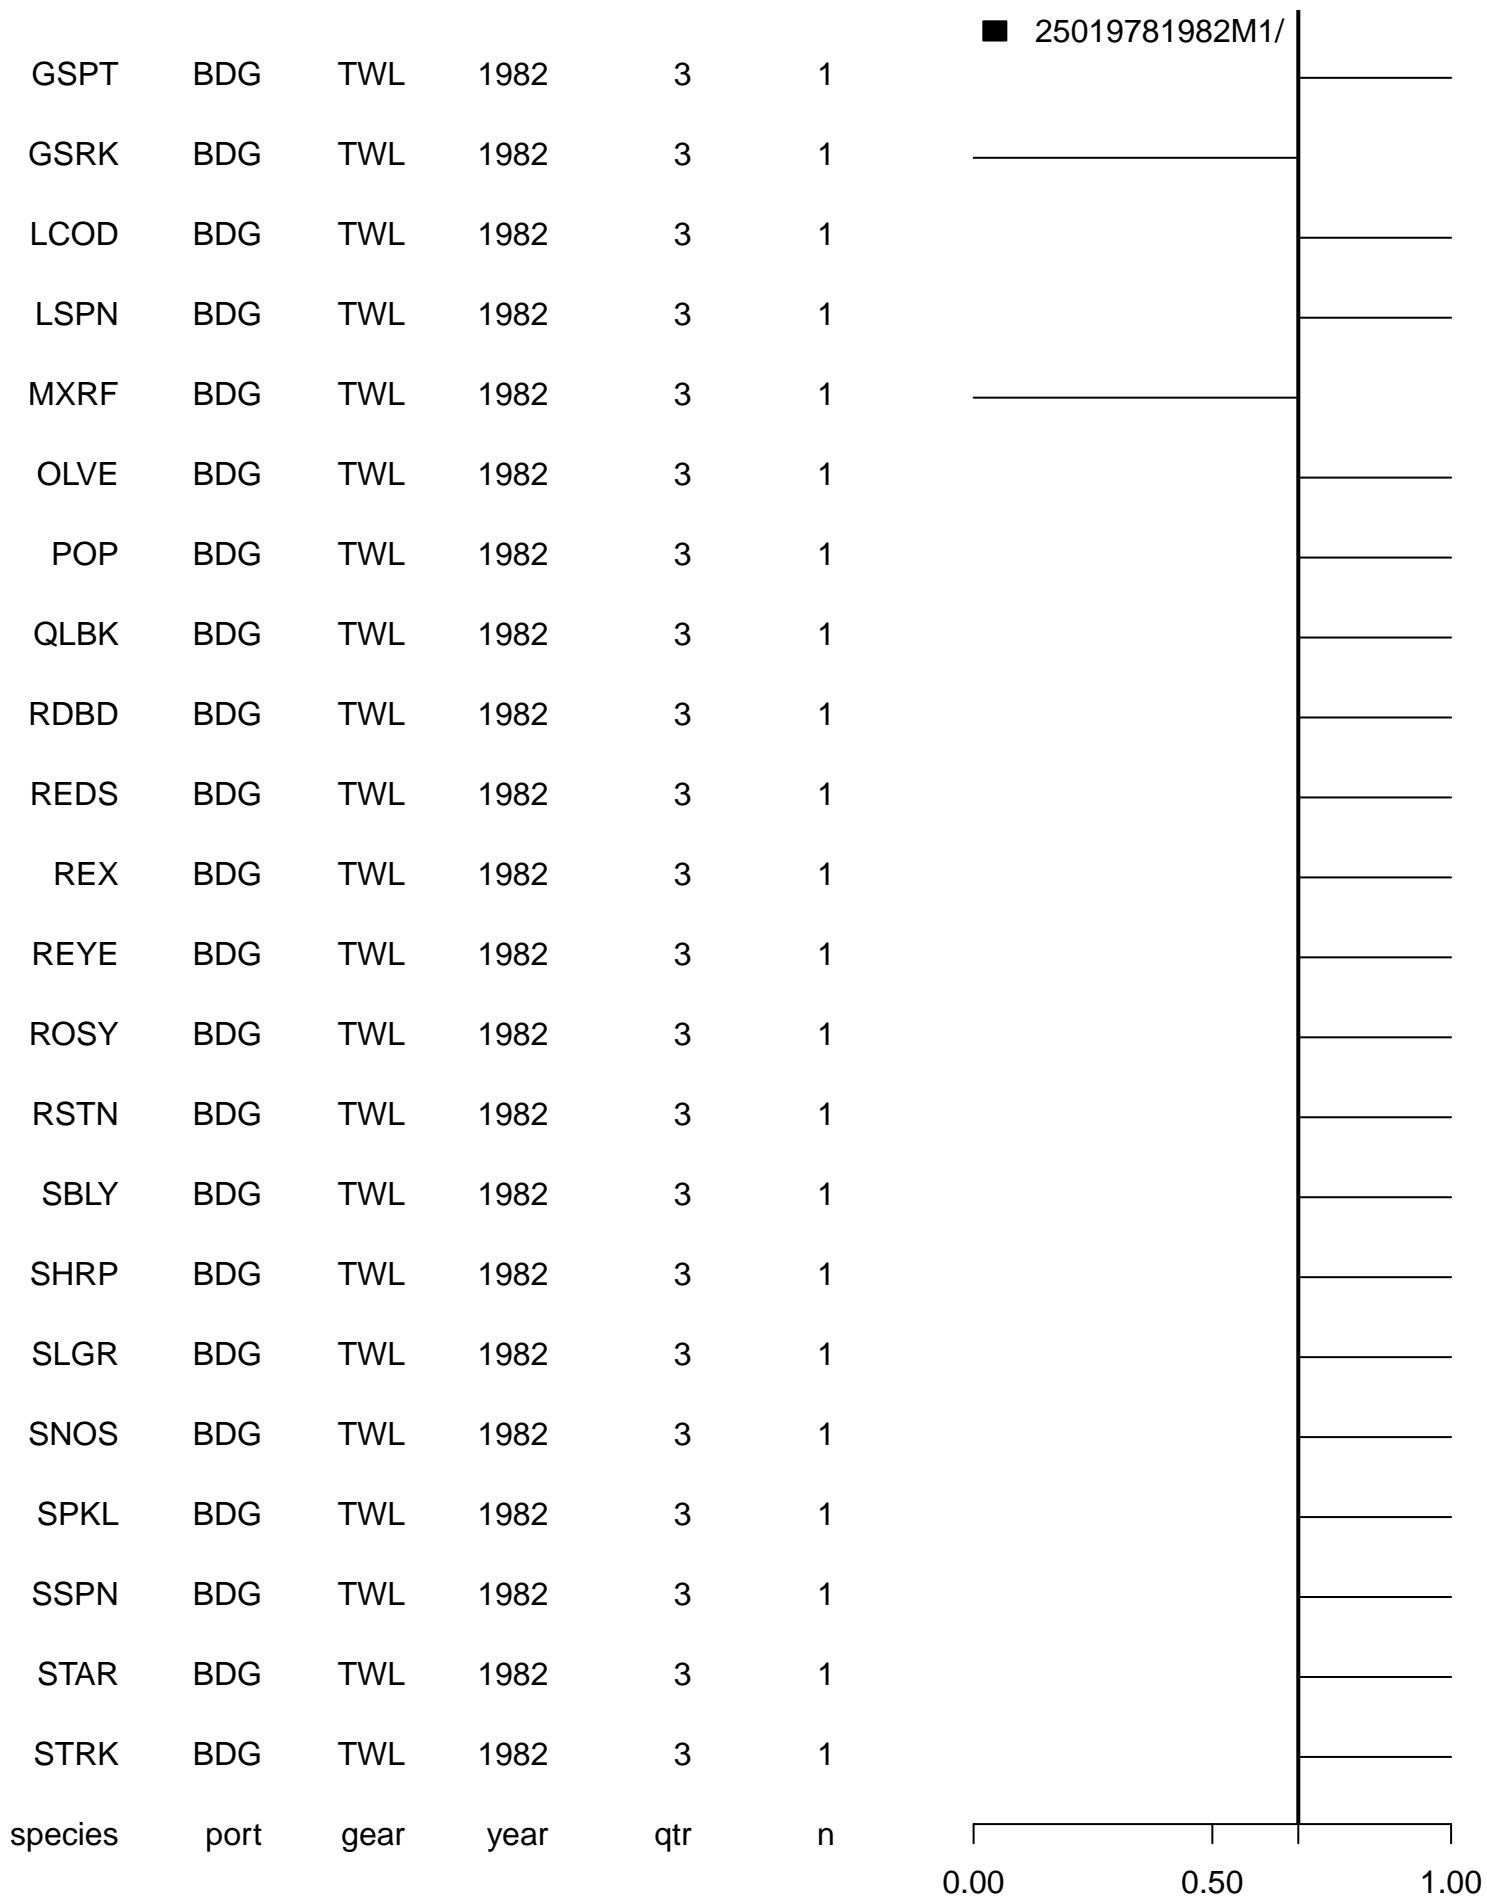 25019781982M1/
GSPT BDG TWL 1982 3 1
GSRK BDG TWL 1982 3 1
LCOD BDG TWL 1982 3 1
LSPN BDG TWL 1982 3 1
MXRF BDG TWL 1982 3 1
OLVE BDG TWL 1982 3 1
POP BDG TWL 1982 3 1
QLBK BDG TWL 1982 3 1
RDBD BDG TWL 1982 3 1
REDS BDG TWL 1982 3 1
REX BDG TWL 1982 3 1
REYE BDG TWL 1982 3 1
ROSY BDG TWL 1982 3 1
RSTN BDG TWL 1982 3 1
SBLY BDG TWL 1982 3 1
SHRP BDG TWL 1982 3 1
SLGR BDG TWL 1982 3 1
SNOS BDG TWL 1982 3 1
SPKL BDG TWL 1982 3 1
SSPN BDG TWL 1982 3 1
STAR BDG TWL 1982 3 1
STRK BDG TWL 1982 3 1
species port gear year qtr n
0.00 0.50 1.00